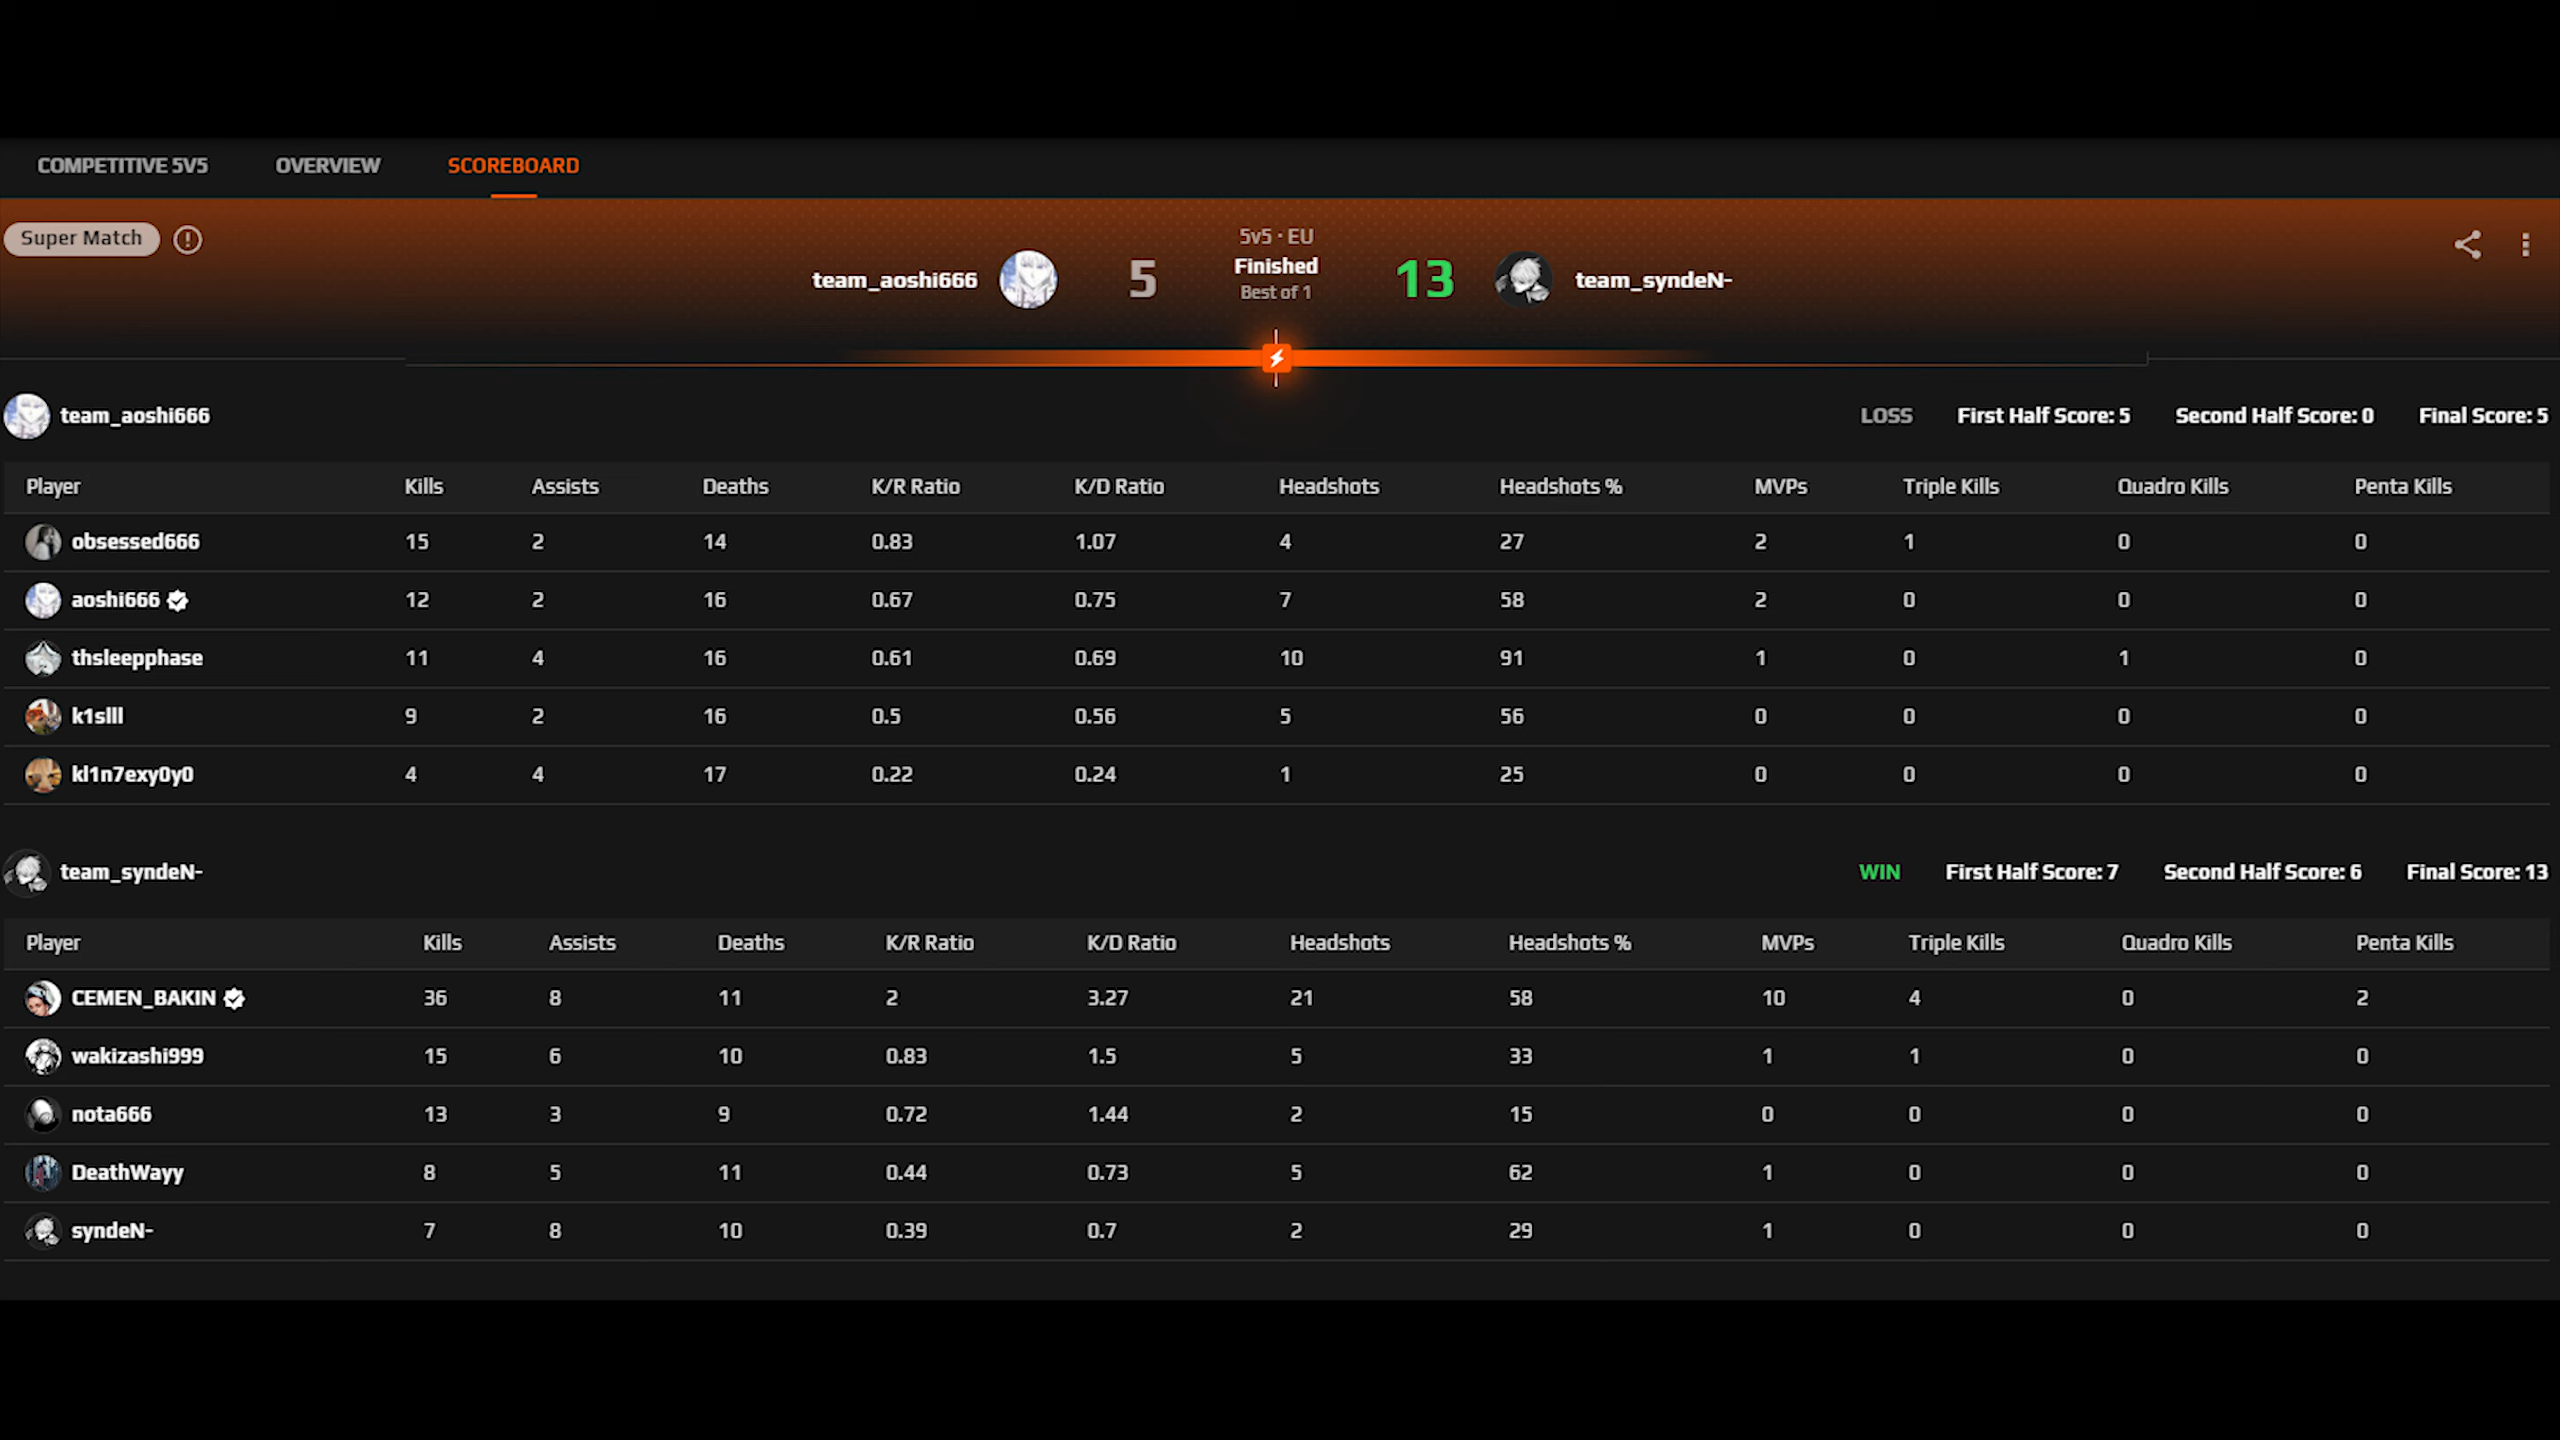 COMPETITIVE 5V5 OVERVIEW SCOREBOARD
Super Match
5v5 · EU
team_aoshi666 5 Finished 13 team_syndeN-
Best of 1
team_aoshi666 LOSS First Half Score: 5 Second Half Score: 0 Final Score: 5
Player Kills Assists Deaths K/R Ratio K/D Ratio Headshots Headshots % MVPs Triple Kills Quadro Kills Penta Kills
obsessed666 15 2 14 0.83 1.07 4 27 2 1 0 0
aoshi666 12 2 16 0.67 0.75 7 58 2 0 0 0
thsleepphase 11 4 16 0.61 0.69 10 91 1 0 1 0
k1slll 9 2 16 0.5 0.56 5 56 0 0 0 0
kl1n7exy0y0 4 4 17 0.22 0.24 1 25 0 0 0 0
team_syndeN- WIN First Half Score: 7 Second Half Score: 6 Final Score: 13
Player Kills Assists Deaths K/R Ratio K/D Ratio Headshots Headshots % MVPs Triple Kills Quadro Kills Penta Kills
CEMEN_BAKIN 36 8 11 2 3.27 21 58 10 4 0 2
wakizashi999 15 6 10 0.83 1.5 5 33 1 1 0 0
nota666 13 3 9 0.72 1.44 2 15 0 0 0 0
DeathWayy 8 5 11 0.44 0.73 5 62 1 0 0 0
syndeN- 7 8 10 0.39 0.7 2 29 1 0 0 0